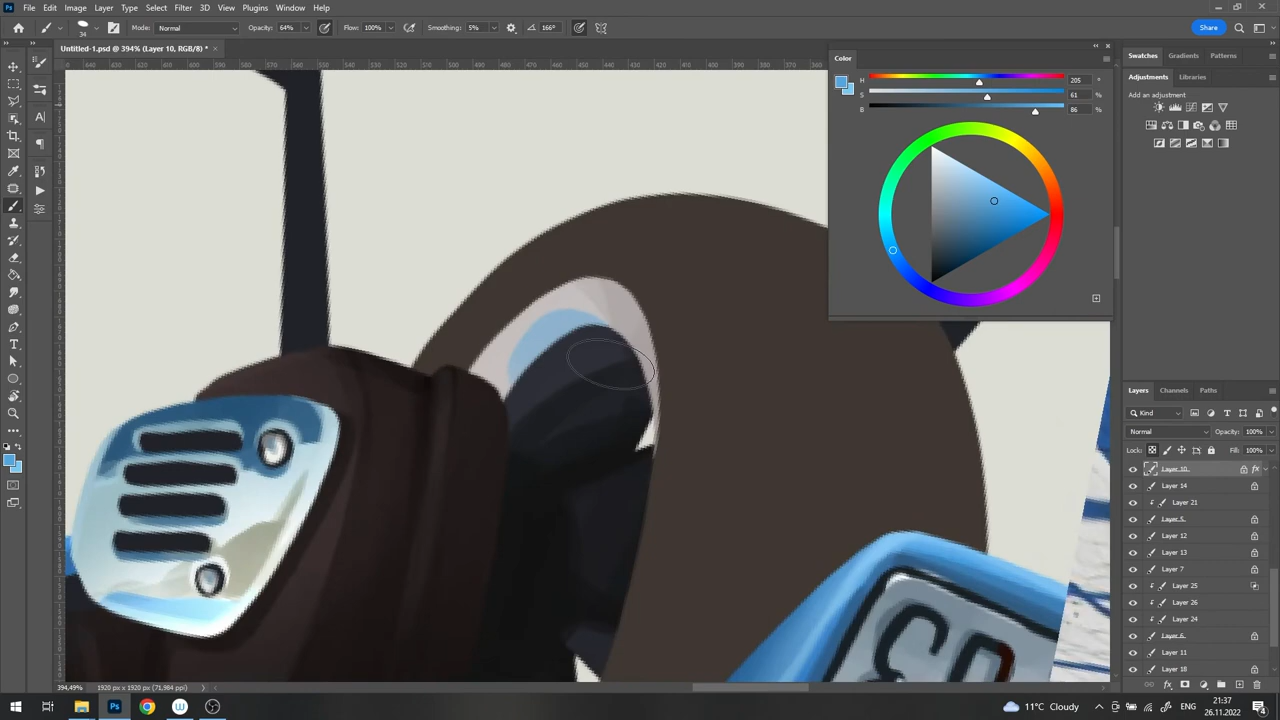 File Edit Image Layer Type Select Filter 3D View Plugins Window Help
34 Mode: Normal Opacity: 64% Flow: 100% Smoothing: 5% 166° Share
Untitled-1.psd @ 394% (Layer 10, RGB/8) *
Color
H 205 °
S 61 %
B 86 %
Swatches Gradients Patterns
Adjustments Libraries
Add an adjustment
Layers Channels Paths
Kind
Normal Opacity: 100%
Lock: Fill: 100%
Layer 10 fx
Layer 14
Layer 21
Layer 5
Layer 12
Layer 13
Layer 7
Layer 25
Layer 26
Layer 24
Layer 6
Layer 11
Layer 18
394,49% 1920 px x 1920 px (71,984 ppi)
11°C Cloudy ENG 21:37
26.11.2022